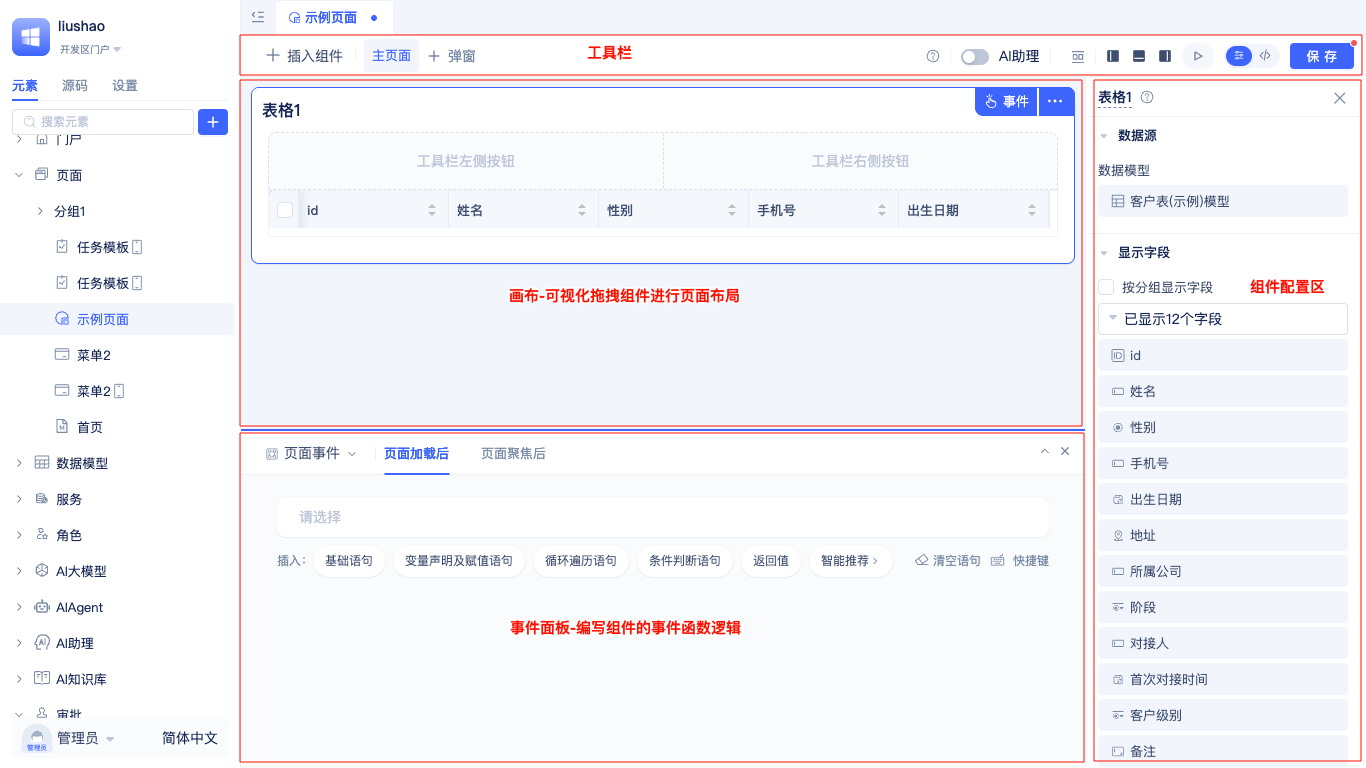 liushao
开发区门户
元素 源码 设置
搜索元素
门户
页面
分组1
任务模板
任务模板
示例页面
菜单2
菜单2
首页
数据模型
服务
角色
AI大模型
AIAgent
AI助理
AI知识库
审批
管理员
管理员 简体中文
示例页面
插入组件 主页面 弹窗 工具栏 AI助理 保存
表格1 事件
工具栏左侧按钮 工具栏右侧按钮
id 姓名 性别 手机号 出生日期
画布-可视化拖拽组件进行页面布局
页面事件 页面加载后 页面聚焦后
请选择
插入： 基础语句 变量声明及赋值语句 循环遍历语句 条件判断语句 返回值 智能推荐 清空语句 快捷键
事件面板-编写组件的事件函数逻辑
表格1
数据源
数据模型
客户表(示例)模型
显示字段
按分组显示字段 组件配置区
已显示12个字段
id
姓名
性别
手机号
出生日期
地址
所属公司
阶段
对接人
首次对接时间
客户级别
备注